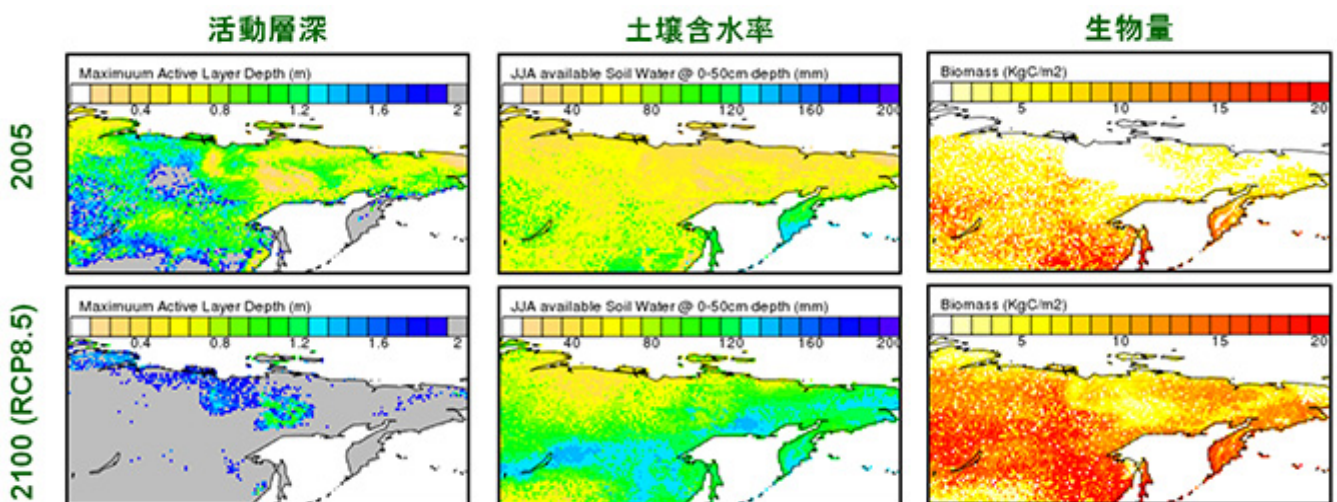 活動層深
土壌含水率
生物量
2005
Maximuum Active Layer Depth (m)
0.4 0.8 1.2 1.6 2
JJA available Soil Water @ 0-50cm depth (mm)
40 80 120 160 200
Biomass (KgC/m2)
5 10 15 20
2100 (RCP8.5)
Maximuum Active Layer Depth (m)
0.4 0.8 1.2 1.6 2
JJA available Soil Water @ 0-50cm depth (mm)
40 80 120 160 200
Biomass (KgC/m2)
5 10 15 20